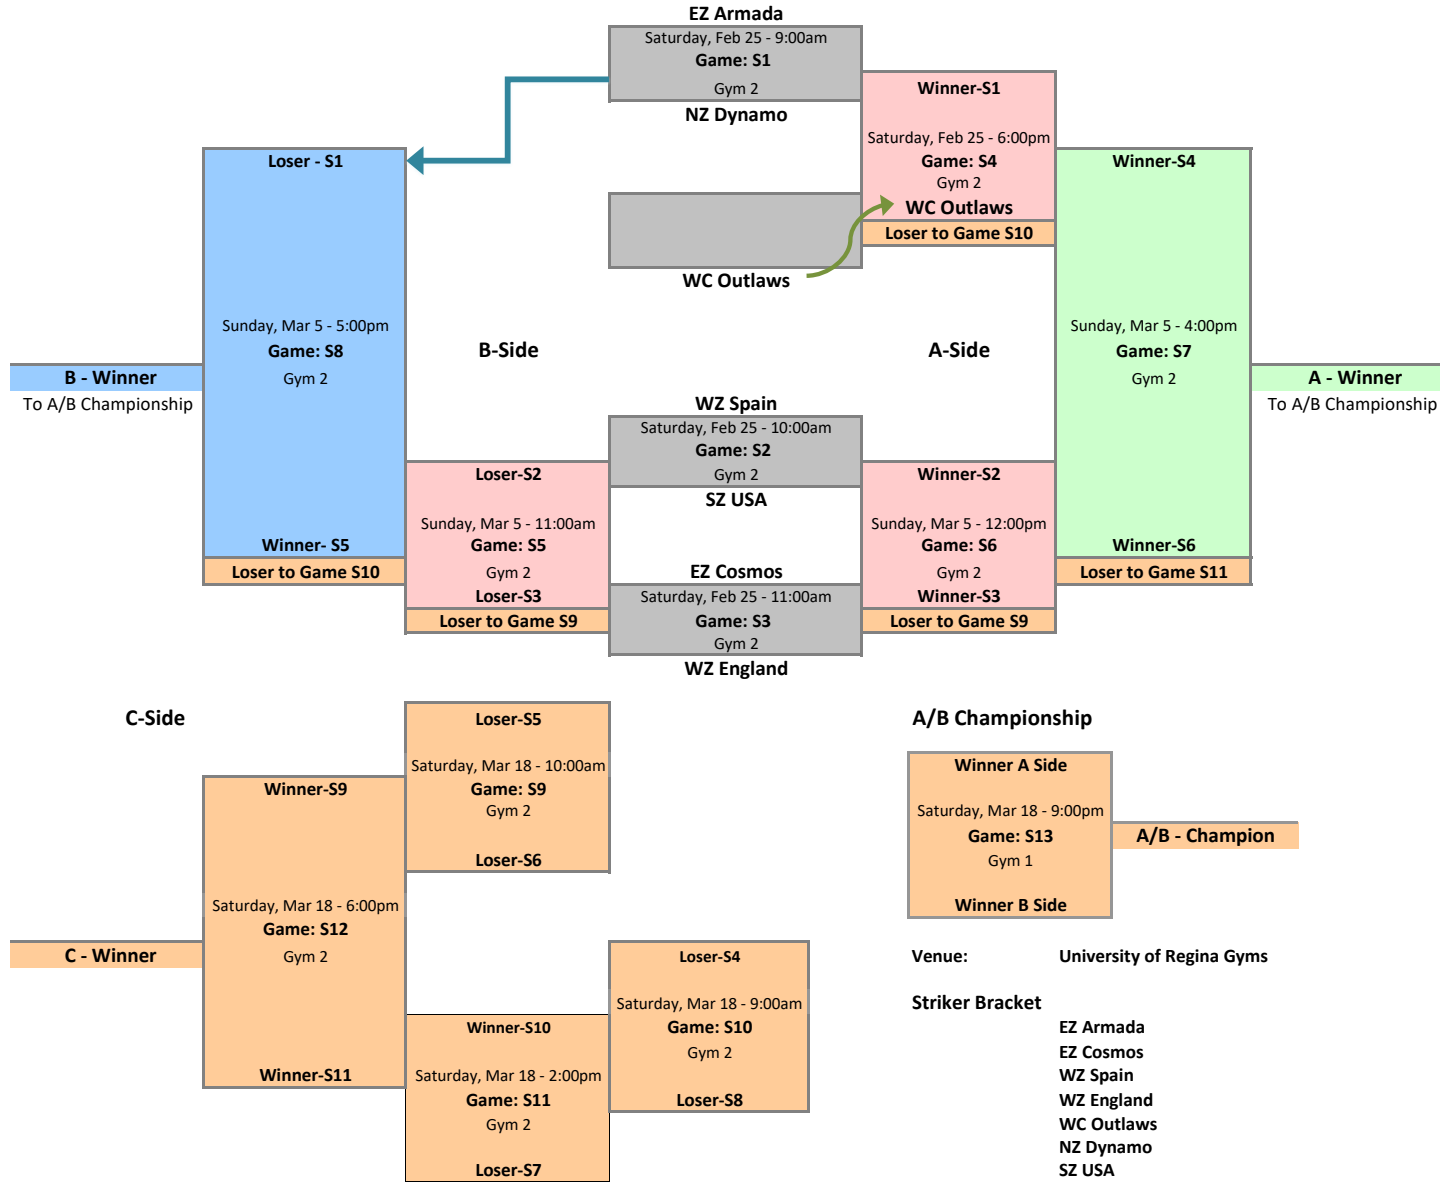 EZ Armada
Saturday, Feb 25 - 9:00am
Game: S1
Gym 2
NZ Dynamo
Winner-S1
Saturday, Feb 25 - 6:00pm
Game: S4
Gym 2
WC Outlaws
Loser to Game S10
WC Outlaws
Loser - S1
Sunday, Mar 5 - 5:00pm
Game: S8
Gym 2
Winner- S5
Loser to Game S10
B - Winner
To A/B Championship
B-Side
A-Side
Winner-S4
Sunday, Mar 5 - 4:00pm
Game: S7
Gym 2
Winner-S6
Loser to Game S11
A - Winner
To A/B Championship
WZ Spain
Saturday, Feb 25 - 10:00am
Game: S2
Gym 2
SZ USA
Loser-S2
Sunday, Mar 5 - 11:00am
Game: S5
Gym 2
Loser-S3
Loser to Game S9
Winner-S2
Sunday, Mar 5 - 12:00pm
Game: S6
Gym 2
Winner-S3
Loser to Game S9
EZ Cosmos
Saturday, Feb 25 - 11:00am
Game: S3
Gym 2
WZ England
C-Side
Loser-S5
Saturday, Mar 18 - 10:00am
Game: S9
Gym 2
Loser-S6
Winner-S9
Saturday, Mar 18 - 6:00pm
Game: S12
Gym 2
Winner-S11
C - Winner
Loser-S4
Saturday, Mar 18 - 9:00am
Game: S10
Gym 2
Loser-S8
Winner-S10
Saturday, Mar 18 - 2:00pm
Game: S11
Gym 2
Loser-S7
A/B Championship
Winner A Side
Saturday, Mar 18 - 9:00pm
Game: S13
Gym 1
Winner B Side
A/B - Champion
Venue: University of Regina Gyms
Striker Bracket
EZ Armada
EZ Cosmos
WZ Spain
WZ England
WC Outlaws
NZ Dynamo
SZ USA